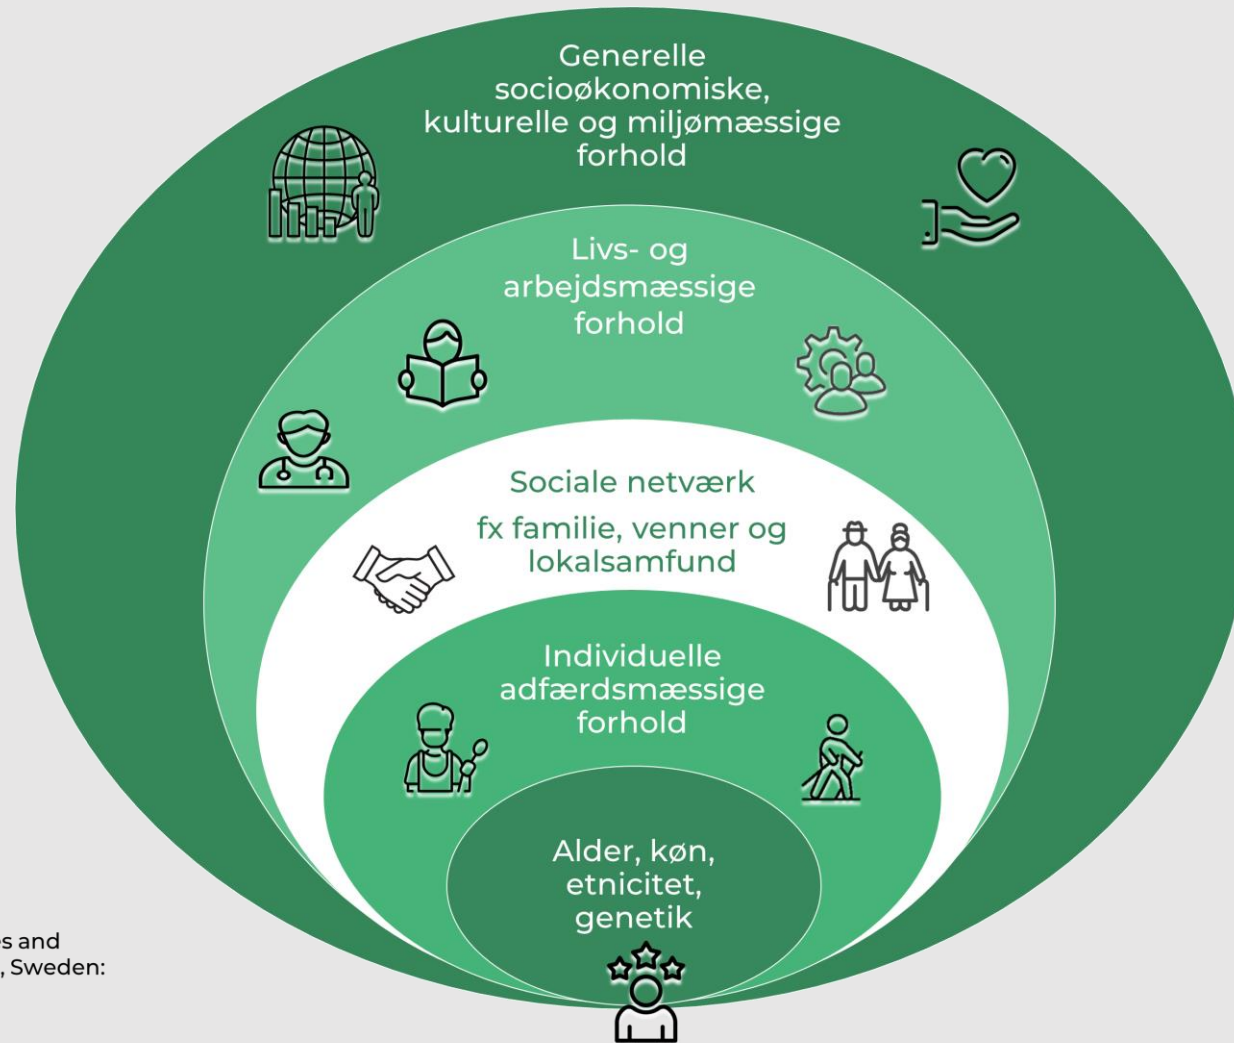 Generelle
socioøkonomiske,
kulturelle og miljømæssige
forhold
Livs- og
arbejdsmæssige
forhold
Sociale netværk
fx familie, venner og
lokalsamfund
Individuelle
adfærdsmæssige
forhold
Alder, køn,
etnicitet,
genetik
es and
, Sweden: